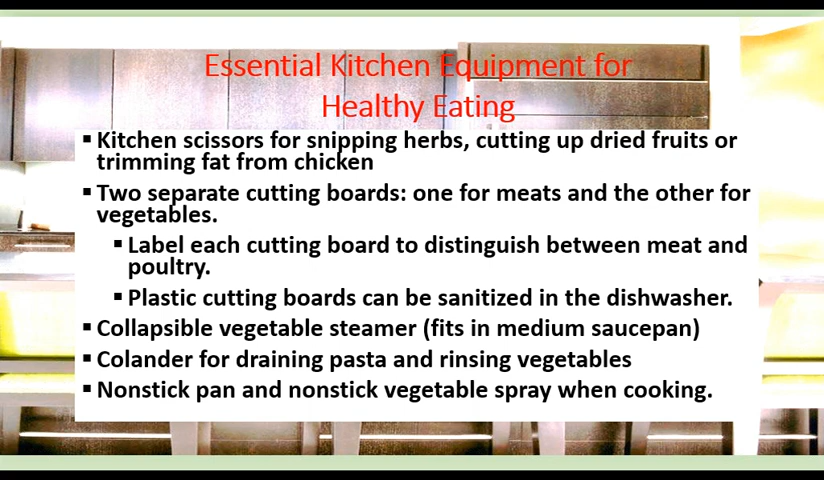 Essential Kitchen Equipment for
Healthy Eating
▪ Kitchen scissors for snipping herbs, cutting up dried fruits or
trimming fat from chicken
▪ Two separate cutting boards: one for meats and the other for
vegetables.
▪ Label each cutting board to distinguish between meat and
poultry.
▪ Plastic cutting boards can be sanitized in the dishwasher.
▪ Collapsible vegetable steamer (fits in medium saucepan)
▪ Colander for draining pasta and rinsing vegetables
▪ Nonstick pan and nonstick vegetable spray when cooking.